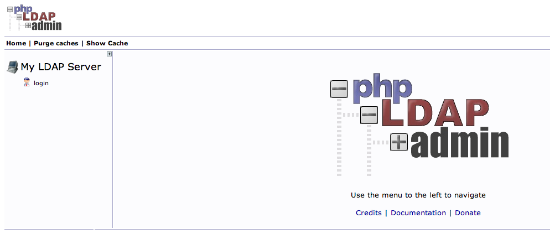 php
LDAP
admin
Home | Purge caches | Show Cache
My LDAP Server
login
php
LDAP
admin
Use the menu to the left to navigate
Credits | Documentation | Donate